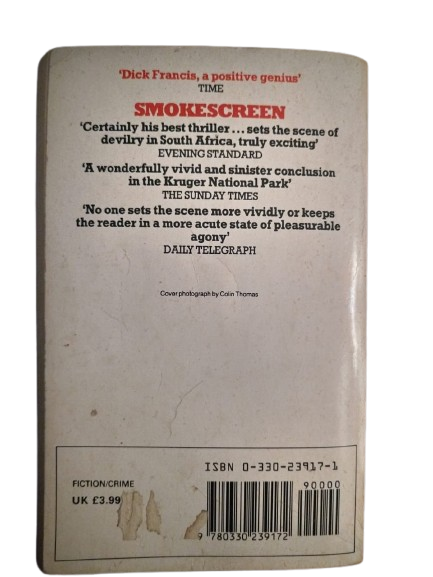 ‘Dick Francis, a positive genius’
TIME
SMOKESCREEN
‘Certainly his best thriller ... sets the scene of
devilry in South Africa, truly exciting’
EVENING STANDARD
‘A wonderfully vivid and sinister conclusion
in the Kruger National Park’
THE SUNDAY TIMES
‘No one sets the scene more vividly or keeps
the reader in a more acute state of pleasurable
agony’
DAILY TELEGRAPH
Cover photograph by Colin Thomas
ISBN 0-330-23917-1
90000
FICTION/CRIME
UK £3.99
9 780330 239172